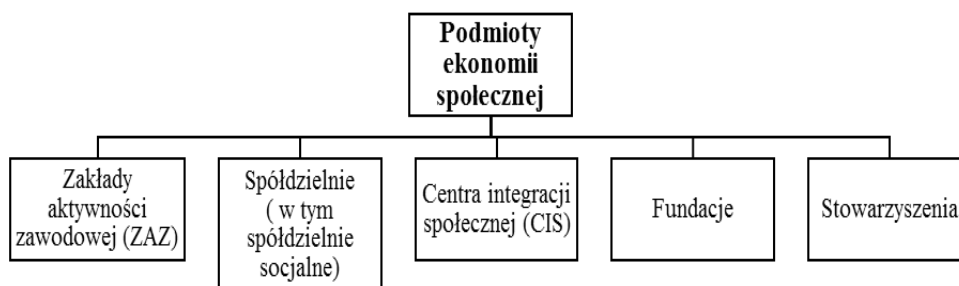 Podmioty
ekonomii
społecznej
Zakłady
aktywności
zawodowej (ZAZ)
Spółdzielnie
( w tym
spółdzielnie
socjalne)
Centra integracji
społecznej (CIS)
Fundacje
Stowarzyszenia